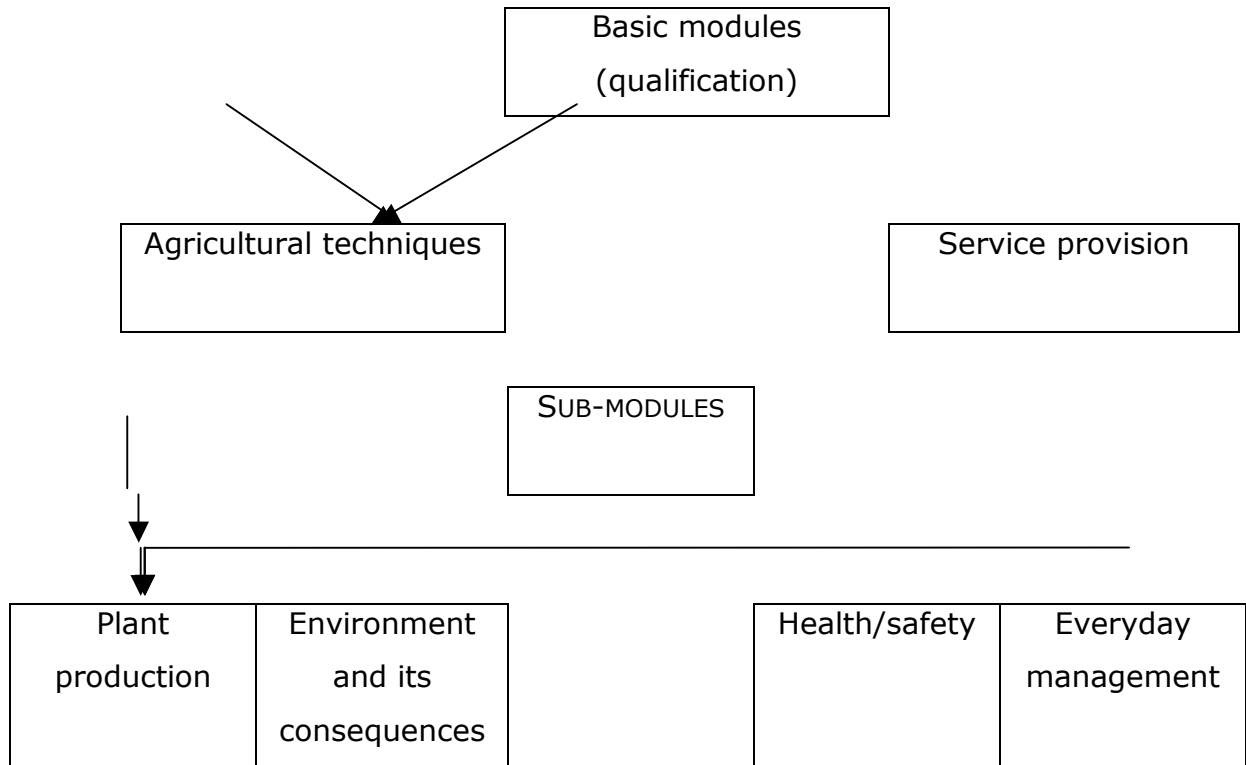 Basic modules
(qualification)
Agricultural techniques
Service provision
SUB-MODULES
Plant
production
Environment
and its
consequences
Health/safety
Everyday
management